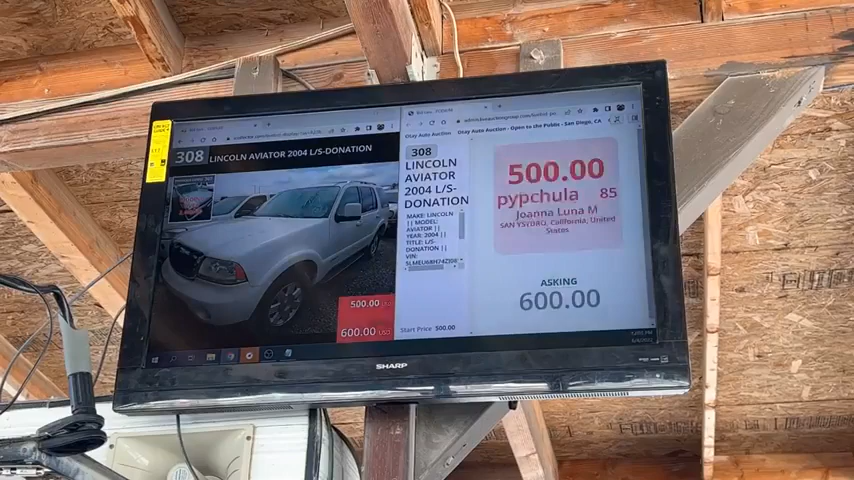 308 LINCOLN AVIATOR 2004 L/S-DONATION
500.00
600.00 USD
Otay Auto Auction
Otay Auto Auction - Open to the Public - San Diego, CA
308
LINCOLN
AVIATOR
2004 L/S-
DONATION
MAKE: LINCOLN
|| MODEL:
AVIATOR ||
YEAR: 2004 ||
TITLE: L/S-
DONATION ||
VIN:
Start Price 500.00
500.00
pypchula 85
Joanna Luna M
SAN YSIDRO, California, United
States
ASKING
600.00
SHARP